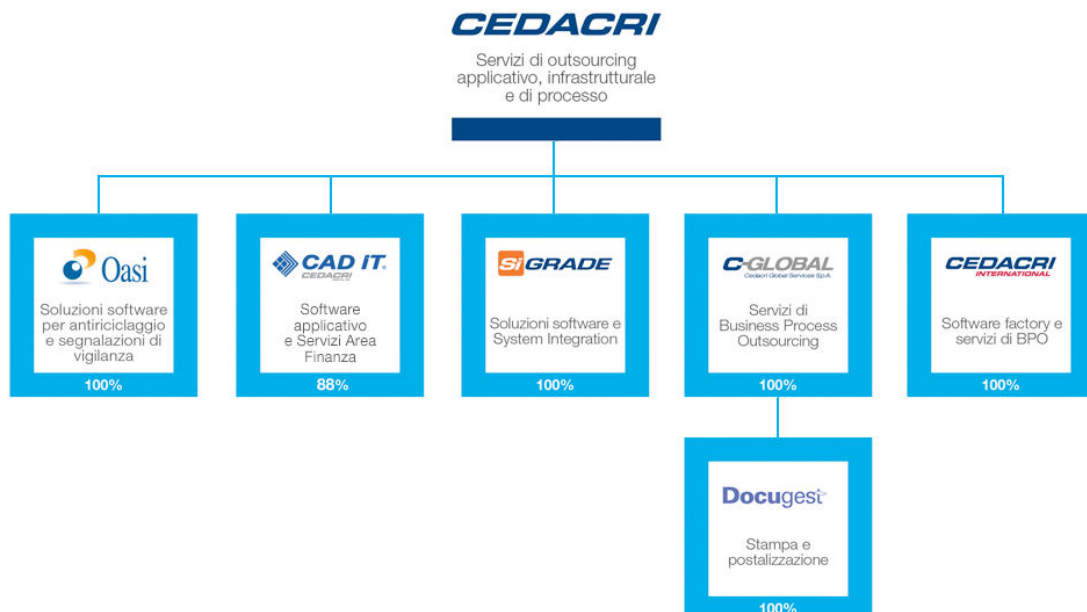 CEDACRI
Servizi di outsourcing
applicativo, infrastrutturale
e di processo
Oasi
Soluzioni software
per antiriciclaggio
e segnalazioni di
vigilanza
100%
CAD IT®
CEDACRI
Software
applicativo
e Servizi Area
Finanza
88%
Si GRADE
Soluzioni software e
System Integration
100%
C-GLOBAL
Cedacri Global Services S.p.A.
Servizi di
Business Process
Outsourcing
100%
CEDACRI
INTERNATIONAL
Software factory e
servizi di BPO
100%
Docugest
Stampa e
postalizzazione
100%